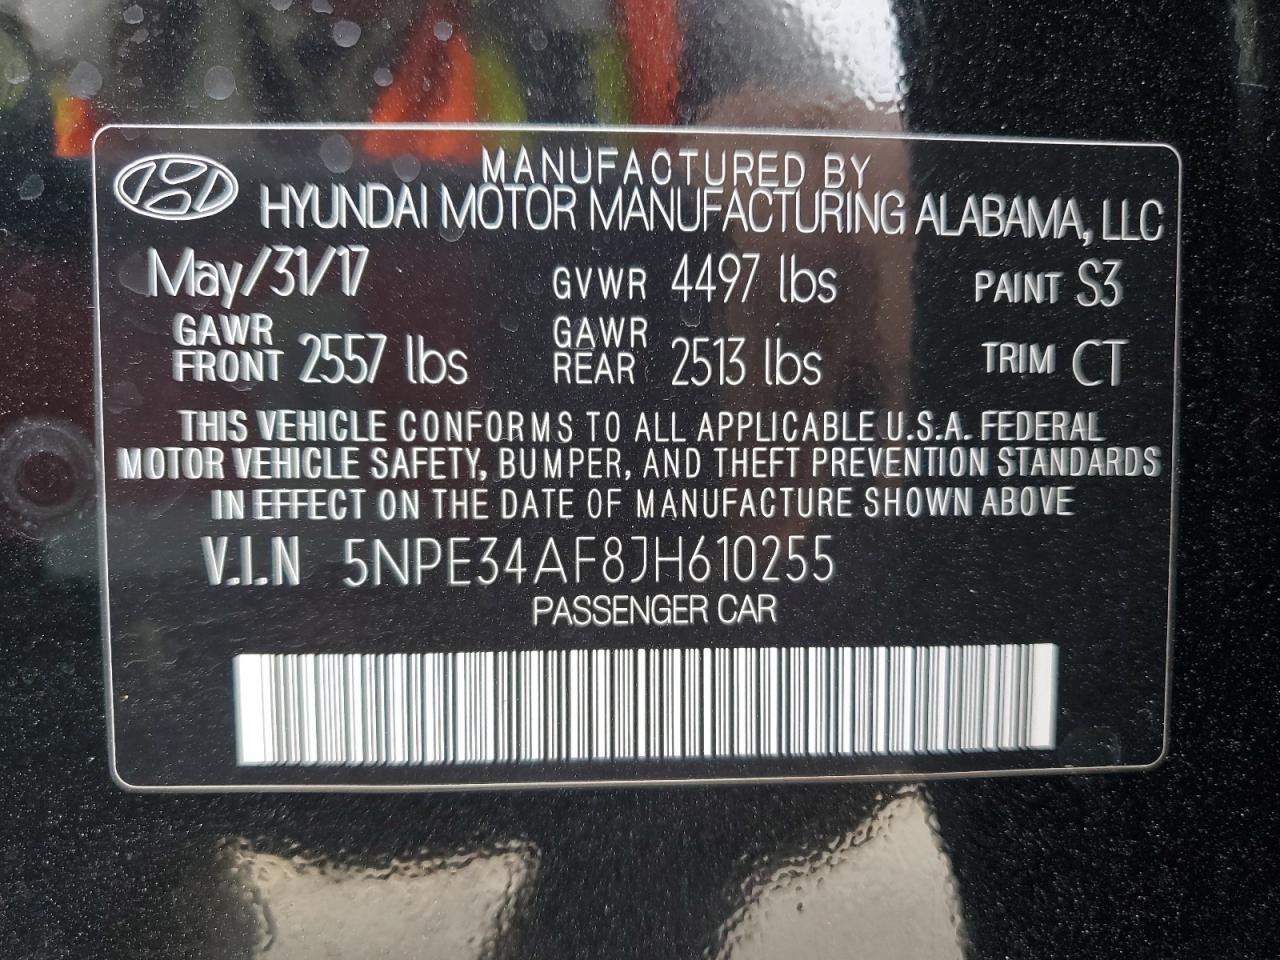 MANUFACTURED BY
HYUNDAI MOTOR MANUFACTURING ALABAMA, LLC
May/31/17 GVWR 4497 lbs PAINT S3
GAWR FRONT 2557 lbs GAWR REAR 2513 lbs TRIM CT
THIS VEHICLE CONFORMS TO ALL APPLICABLE U.S.A. FEDERAL
MOTOR VEHICLE SAFETY, BUMPER, AND THEFT PREVENTION STANDARDS
IN EFFECT ON THE DATE OF MANUFACTURE SHOWN ABOVE
V.I.N 5NPE34AF8JH610255
PASSENGER CAR